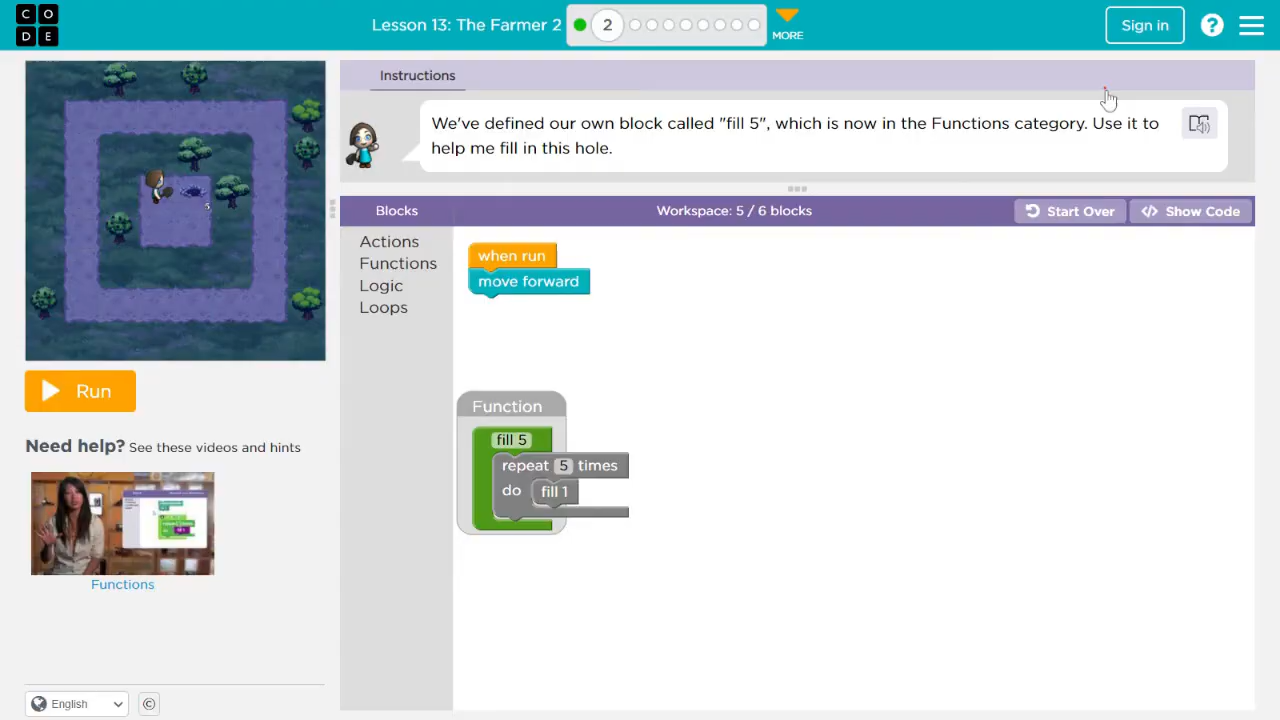 C O
D E
Lesson 13: The Farmer 2
2
MORE
Sign in
?
Instructions
We've defined our own block called "fill 5", which is now in the Functions category. Use it to
help me fill in this hole.
Blocks
Workspace: 5 / 6 blocks
Start Over
</> Show Code
Actions
Functions
Logic
Loops
when run
move forward
5
Run
Function
fill 5
repeat 5 times
do fill 1
Need help? See these videos and hints
Functions
English
©